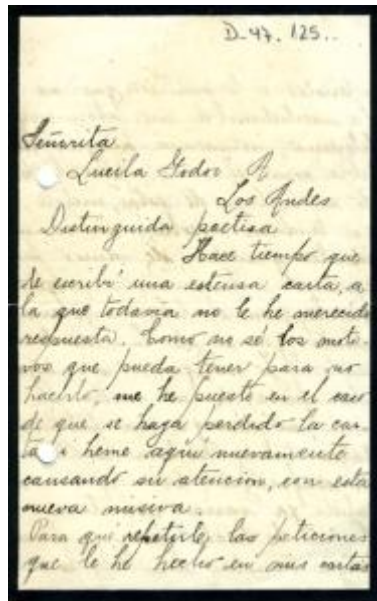 D-47. 125..
Señorita
Lucila Godoy A
Los Andes
Distinguida poetisa
Hace tiempo que
le escribí una estensa carta, a
la que todavía no le he merecido
respuesta. Como no sé los moti-
vos que pueda tener para no
hacerlo, me he puesto en el caso
de que se haya perdido la car-
ta i heme aquí nuevamente
causando su atencion, con esta
nueva misiva
Para qué repetirle las peticiones
que le he hecho en mis cartas